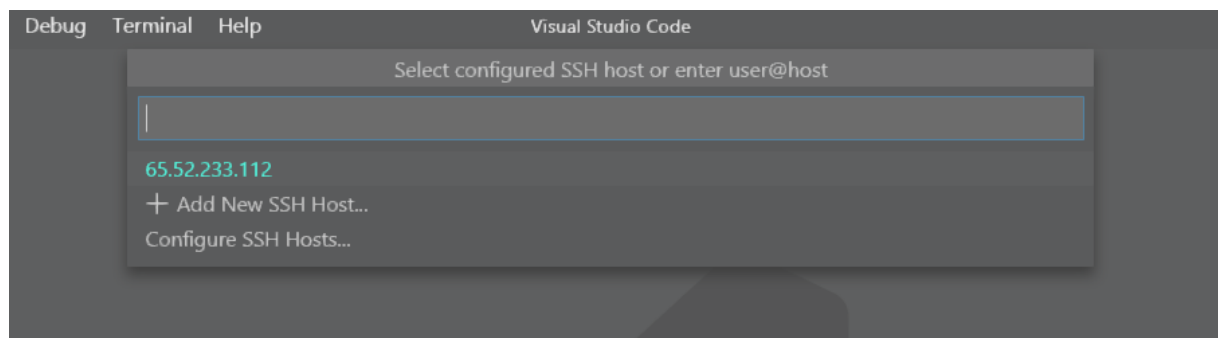 Debug Terminal Help Visual Studio Code
Select configured SSH host or enter user@host
65.52.233.112
+ Add New SSH Host...
Configure SSH Hosts...